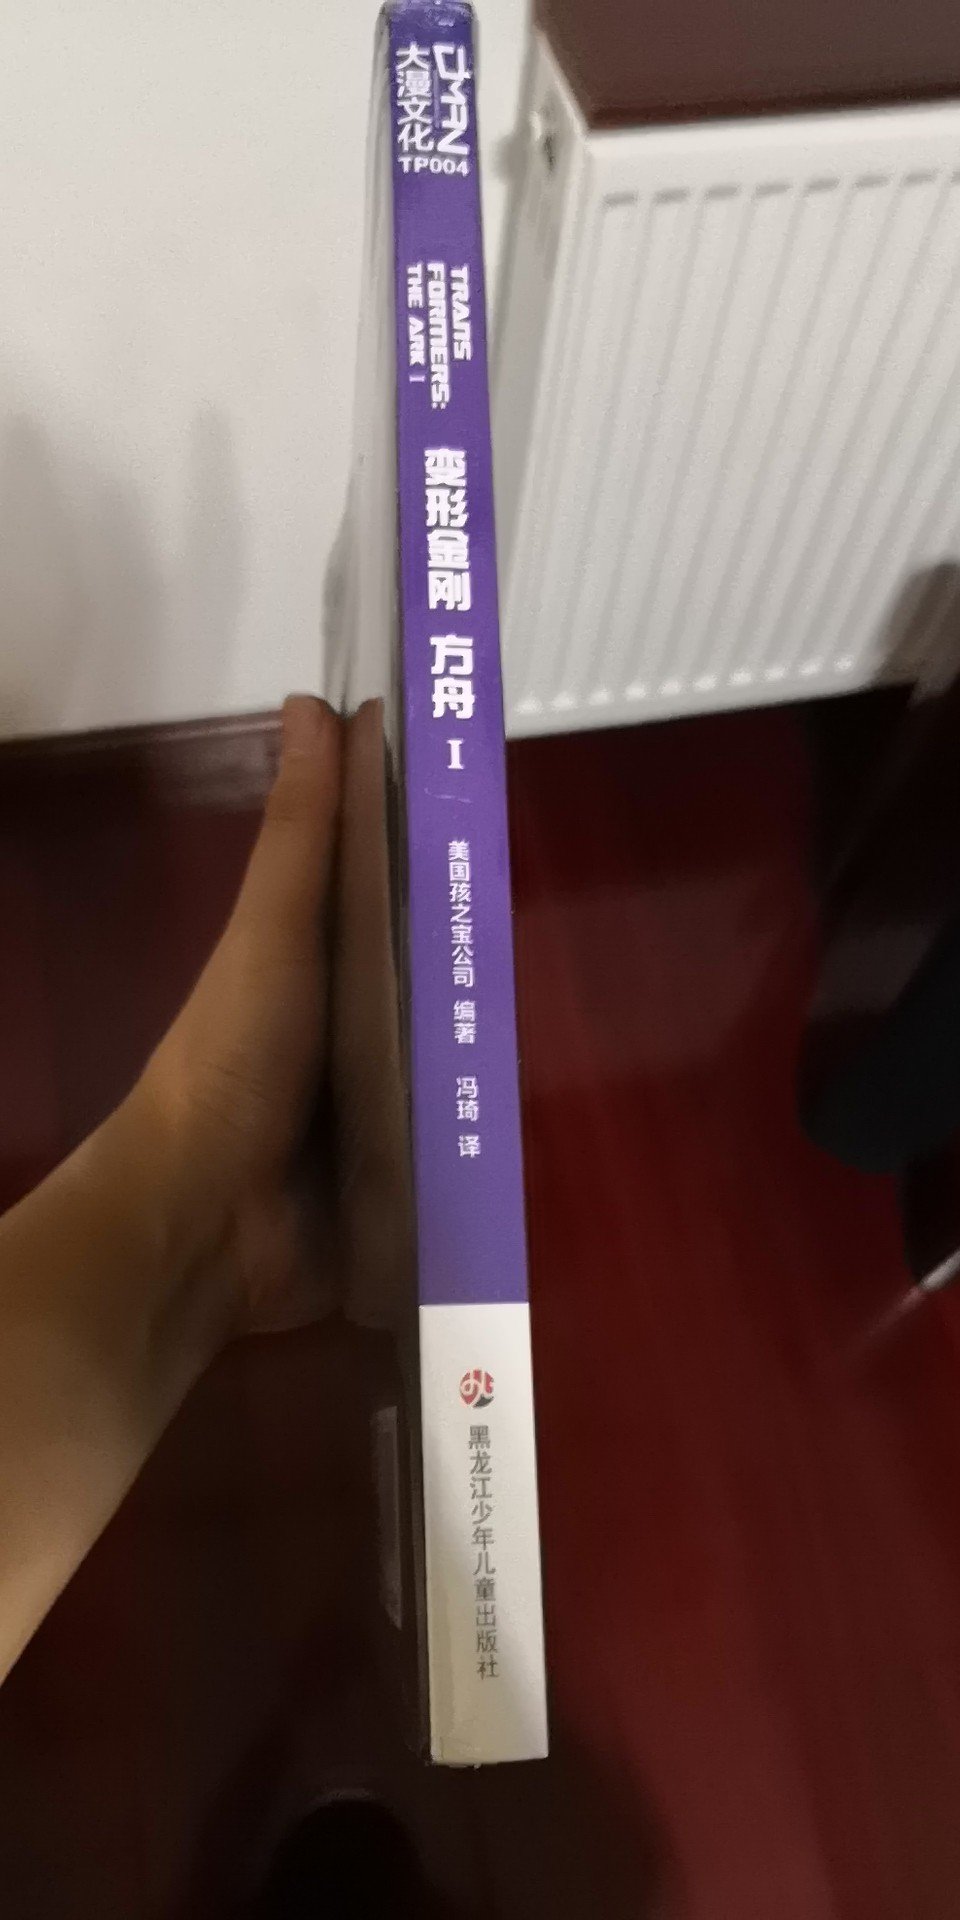 DMAN
大漫文化
TP004
TRANS
FORMERS:
THE ARK I
变形金刚 方舟 I
美国孩之宝公司 编著 冯琦 译
黑龙江少年儿童出版社